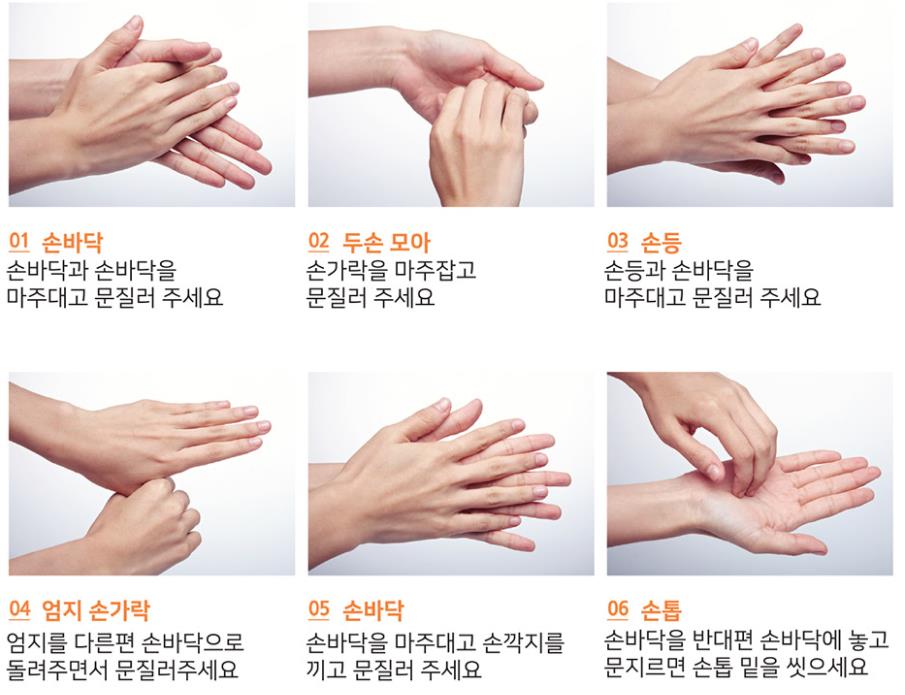 01 손바닥
손바닥과 손바닥을
마주대고 문질러 주세요
02 두손 모아
손가락을 마주잡고
문질러 주세요
03 손등
손등과 손바닥을
마주대고 문질러 주세요
04 엄지 손가락
엄지를 다른편 손바닥으로
돌려주면서 문질러주세요
05 손바닥
손바닥을 마주대고 손깍지를
끼고 문질러 주세요
06 손톱
손바닥을 반대편 손바닥에 놓고
문지르면 손톱 밑을 씻으세요